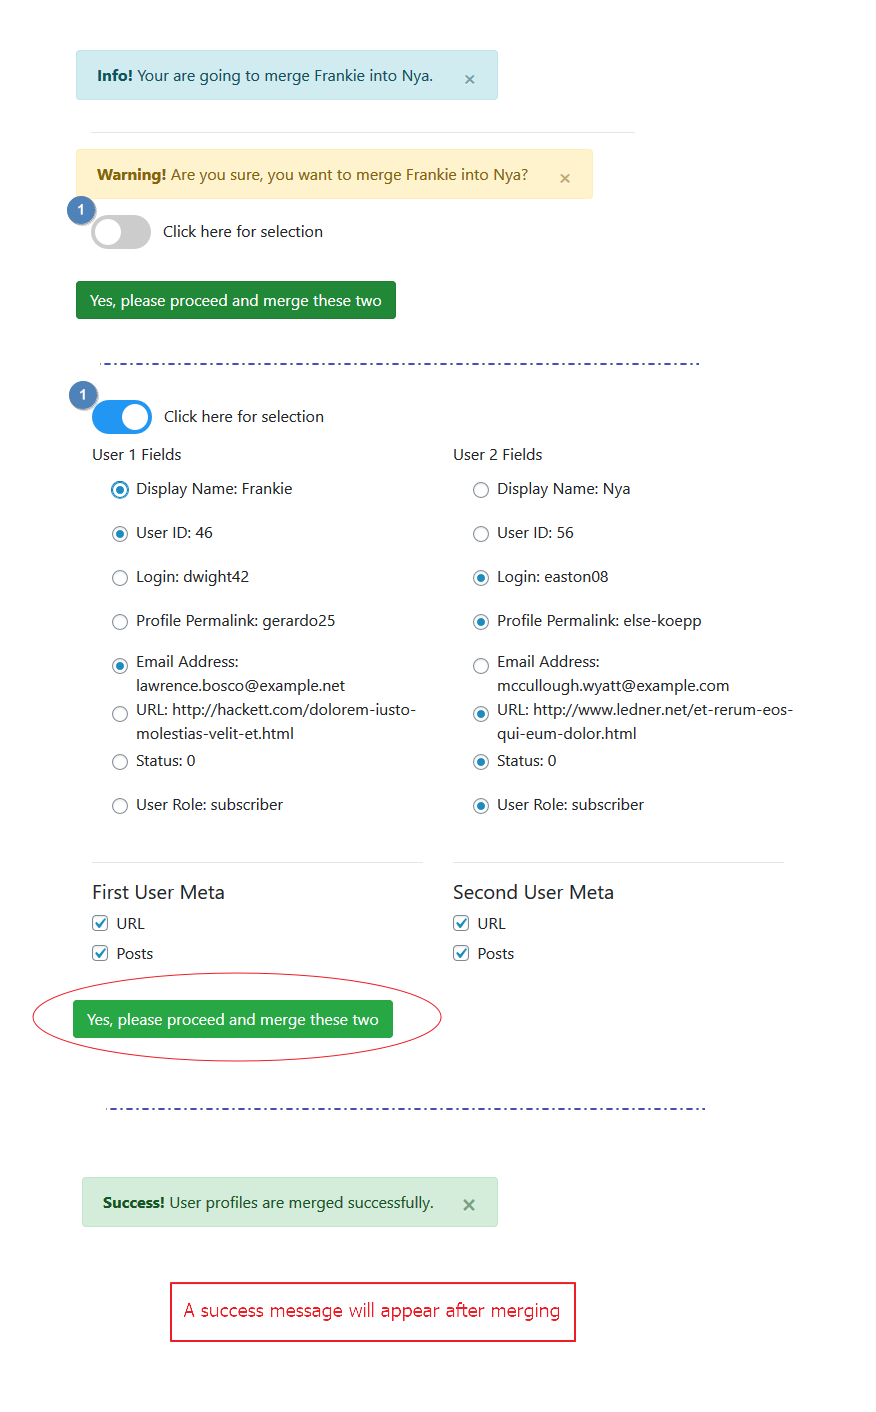 Info! Your are going to merge Frankie into Nya. ×
Warning! Are you sure, you want to merge Frankie into Nya? ×
1
Click here for selection
Yes, please proceed and merge these two
1
Click here for selection
User 1 Fields
Display Name: Frankie
User ID: 46
Login: dwight42
Profile Permalink: gerardo25
Email Address:
lawrence.bosco@example.net
URL: http://hackett.com/dolorem-iusto-
molestias-velit-et.html
Status: 0
User Role: subscriber
User 2 Fields
Display Name: Nya
User ID: 56
Login: easton08
Profile Permalink: else-koepp
Email Address:
mccullough.wyatt@example.com
URL: http://www.ledner.net/et-rerum-eos-
qui-eum-dolor.html
Status: 0
User Role: subscriber
First User Meta
URL
Posts
Second User Meta
URL
Posts
Yes, please proceed and merge these two
Success! User profiles are merged successfully. ×
A success message will appear after merging